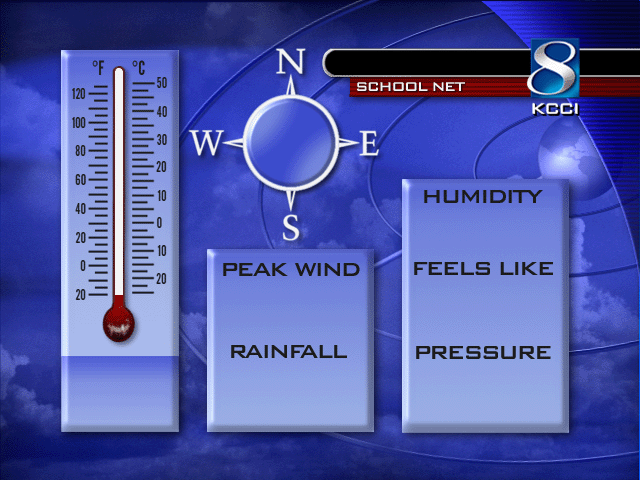 °F °C
120 50
100 40
80 30
60 20
40 10
20 0
0 10
20 20
N
W E
S
SCHOOL NET
8
KCCI
PEAK WIND
RAINFALL
HUMIDITY
FEELS LIKE
PRESSURE